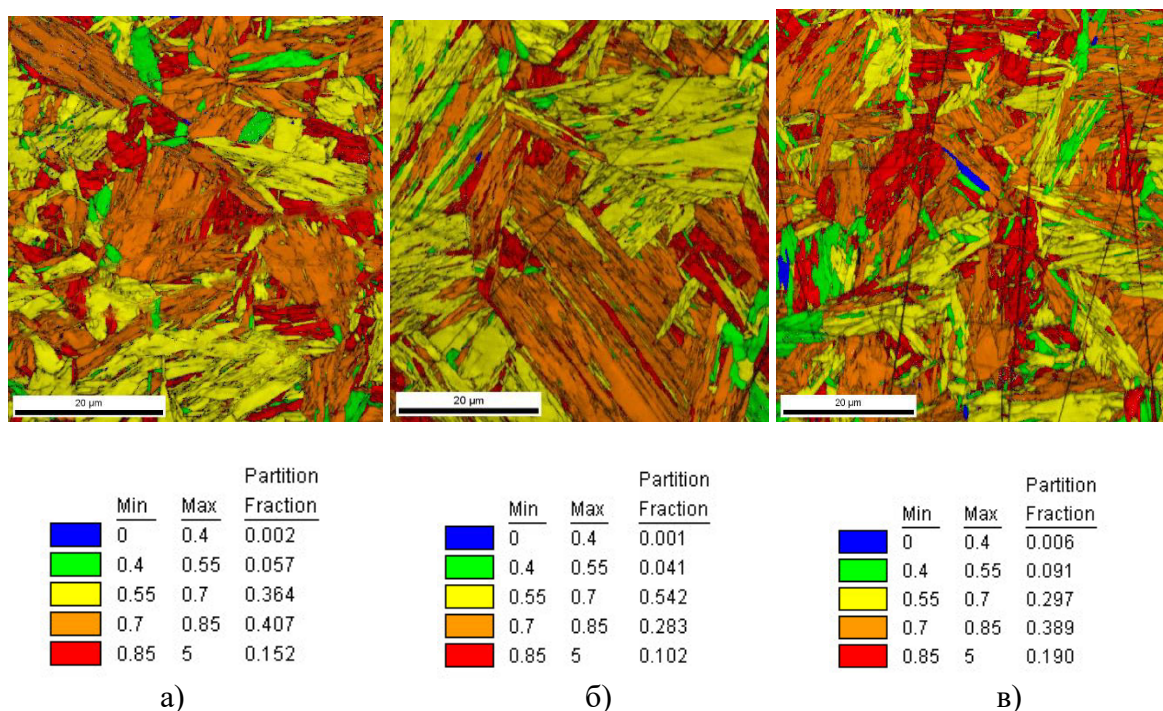 20 µm
20 µm
20 µm
Partition
Min Max Fraction
0 0.4 0.002
0.4 0.55 0.057
0.55 0.7 0.364
0.7 0.85 0.407
0.85 5 0.152
Partition
Min Max Fraction
0 0.4 0.001
0.4 0.55 0.041
0.55 0.7 0.542
0.7 0.85 0.283
0.85 5 0.102
Partition
Min Max Fraction
0 0.4 0.006
0.4 0.55 0.091
0.55 0.7 0.297
0.7 0.85 0.389
0.85 5 0.190
а)
б)
в)